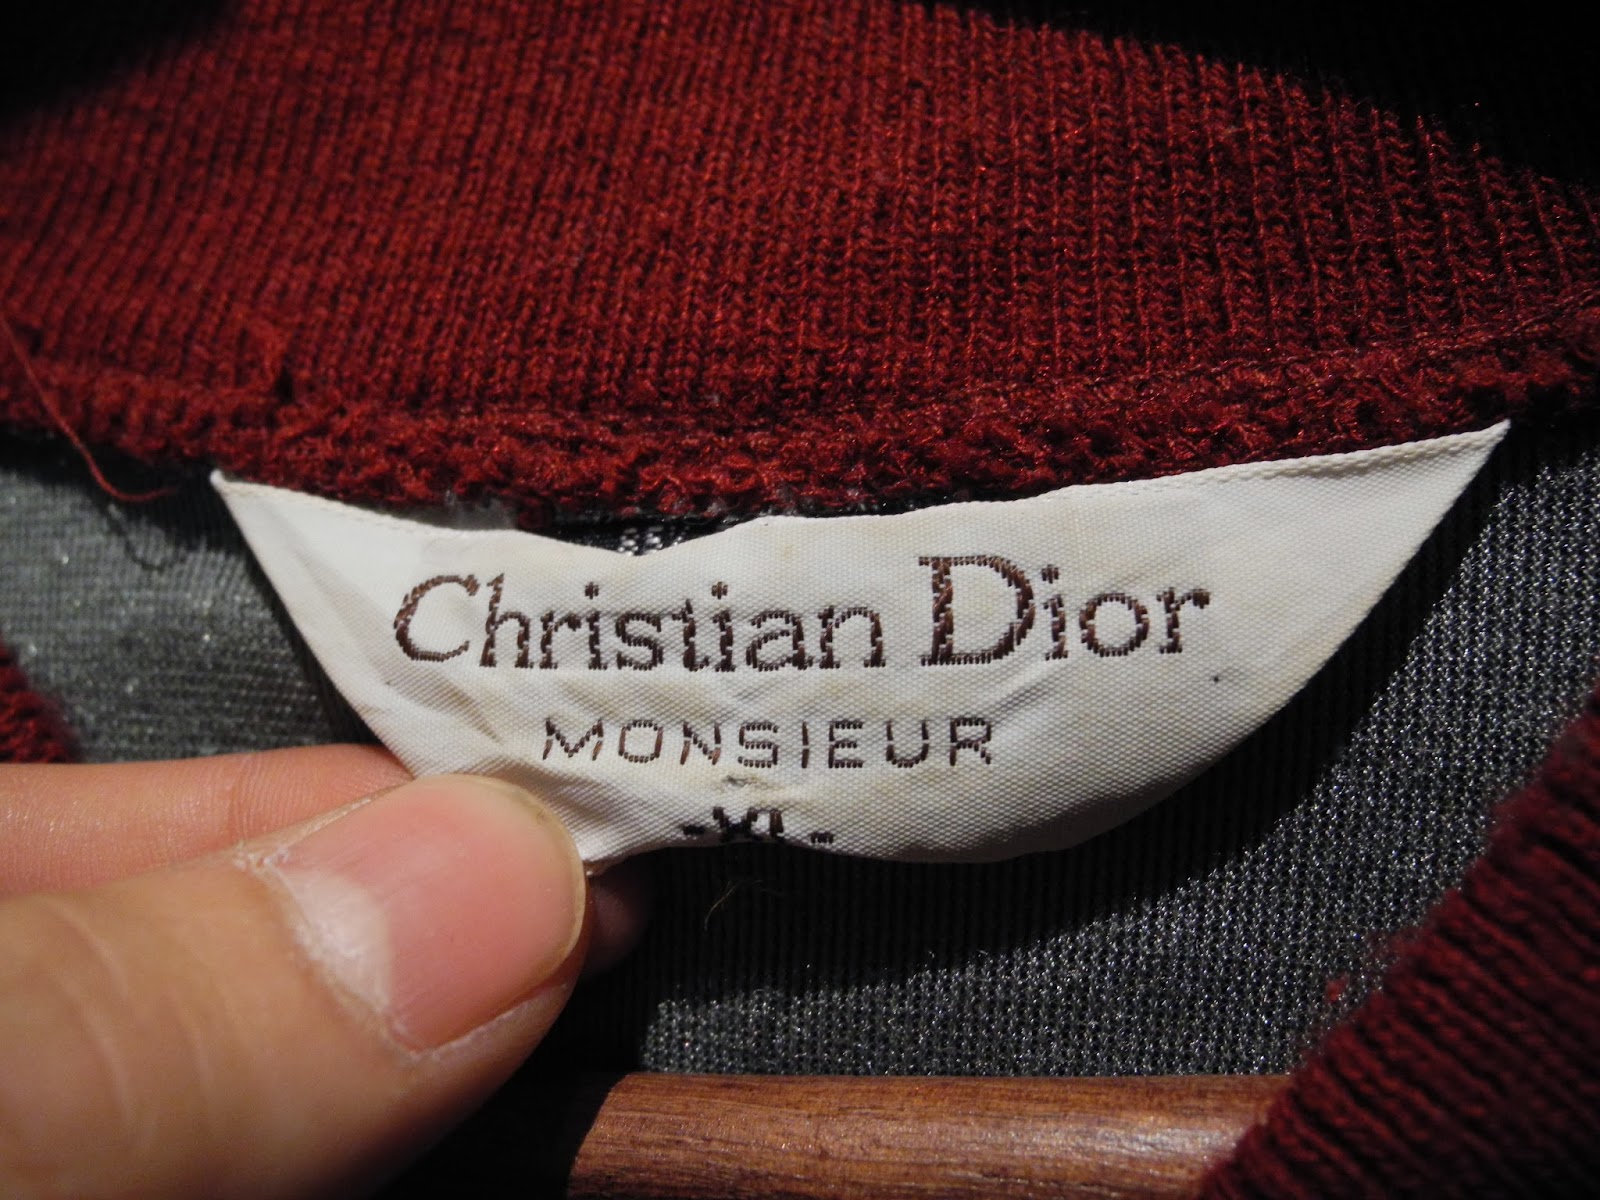 Christian Dior
MONSIEUR
-XL-